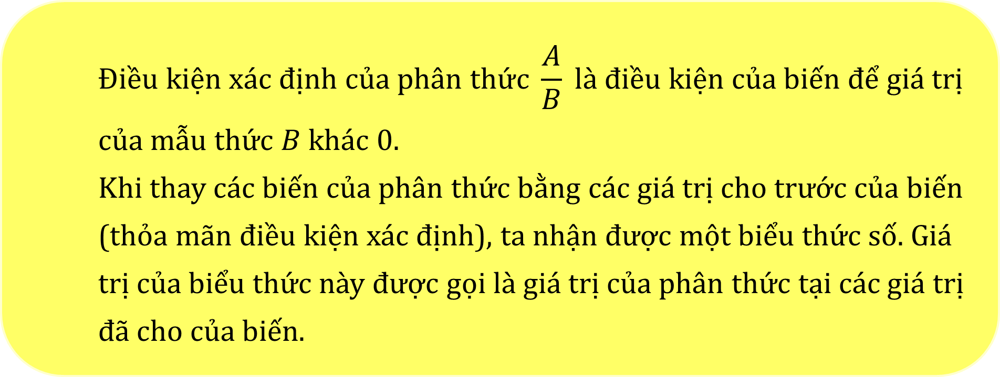 Điều kiện xác định của phân thức $\frac{A}{B}$ là điều kiện của biến để giá trị
của mẫu thức B khác 0.
Khi thay các biến của phân thức bằng các giá trị cho trước của biến
(thỏa mãn điều kiện xác định), ta nhận được một biểu thức số. Giá
trị của biểu thức này được gọi là giá trị của phân thức tại các giá trị
đã cho của biến.